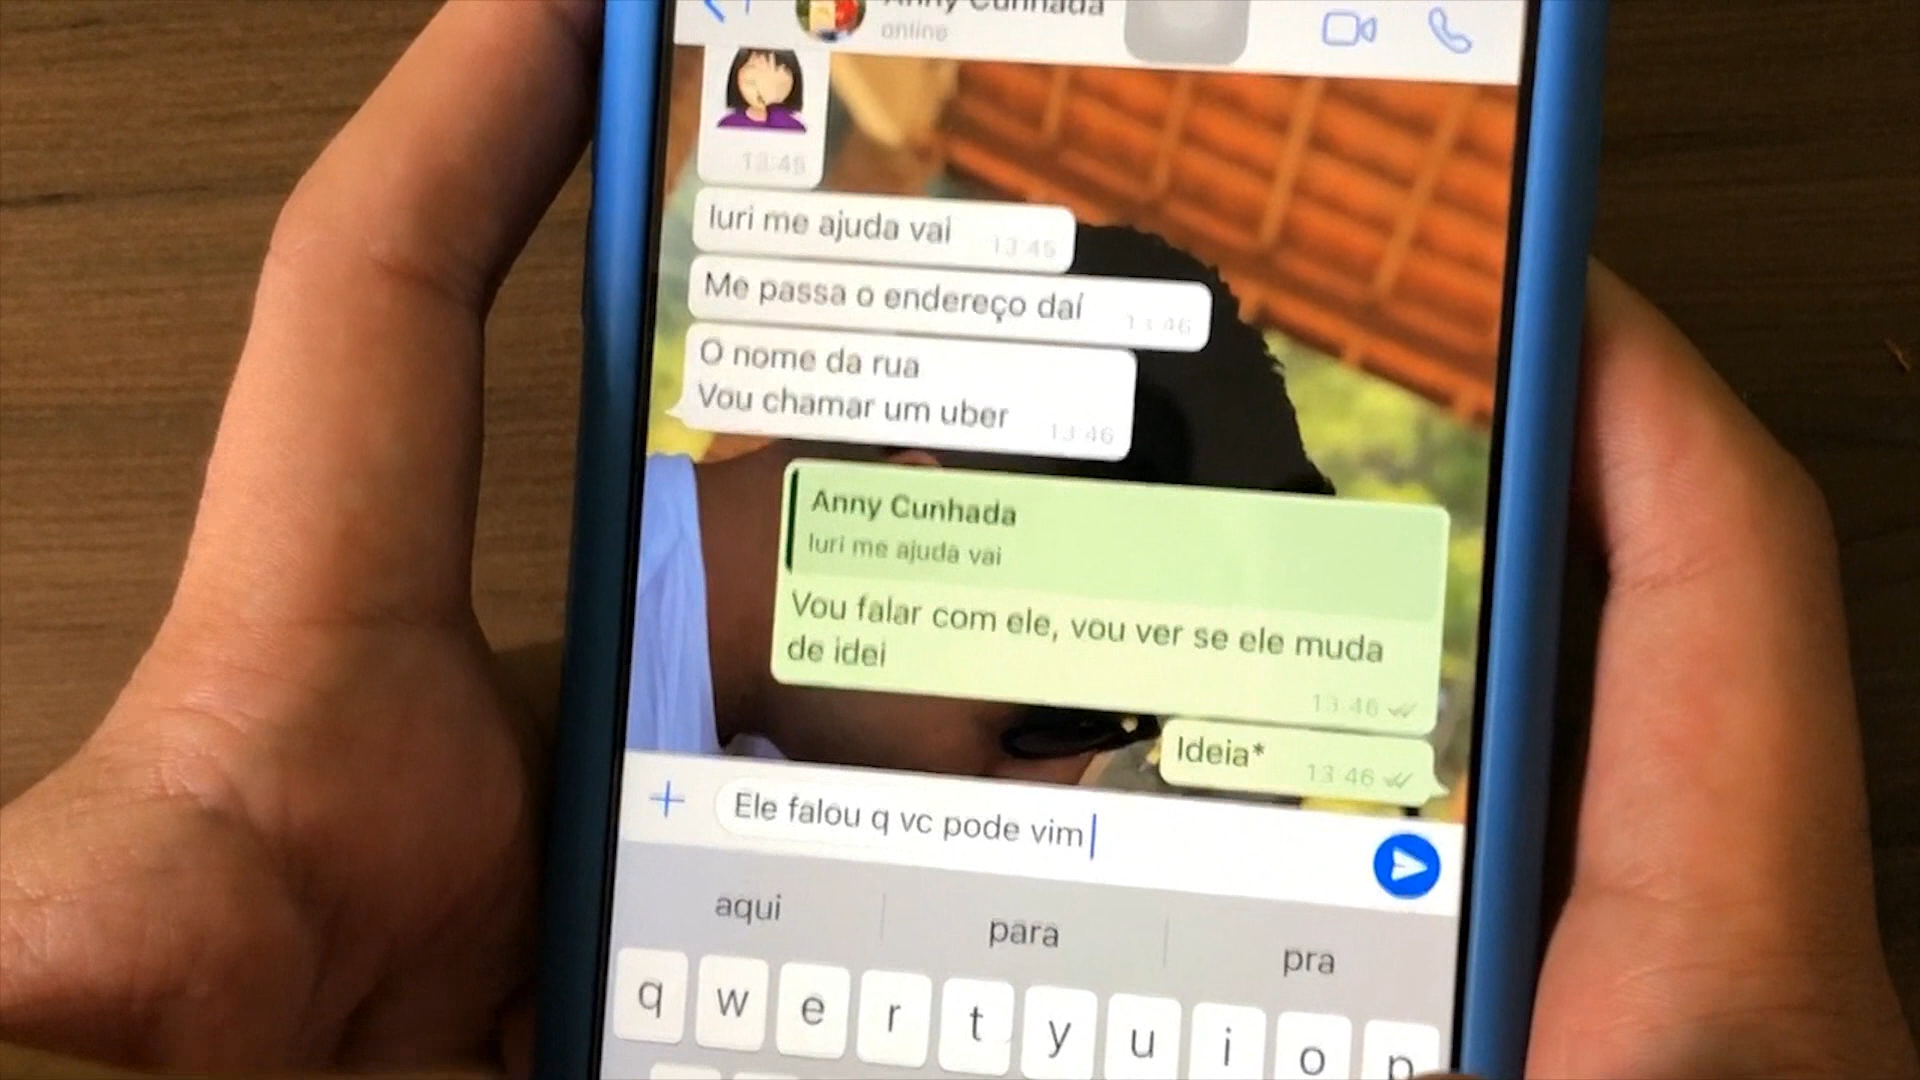 Anny Cunhada
online
13:45
Iuri me ajuda vai 13:45
Me passa o endereço daí 13:46
O nome da rua
Vou chamar um uber 13:46
Anny Cunhada
Iuri me ajuda vai
Vou falar com ele, vou ver se ele muda
de idei
13:46
Ideia* 13:46
Ele falou q vc pode vim
aqui para pra
q w e r t y u i o p